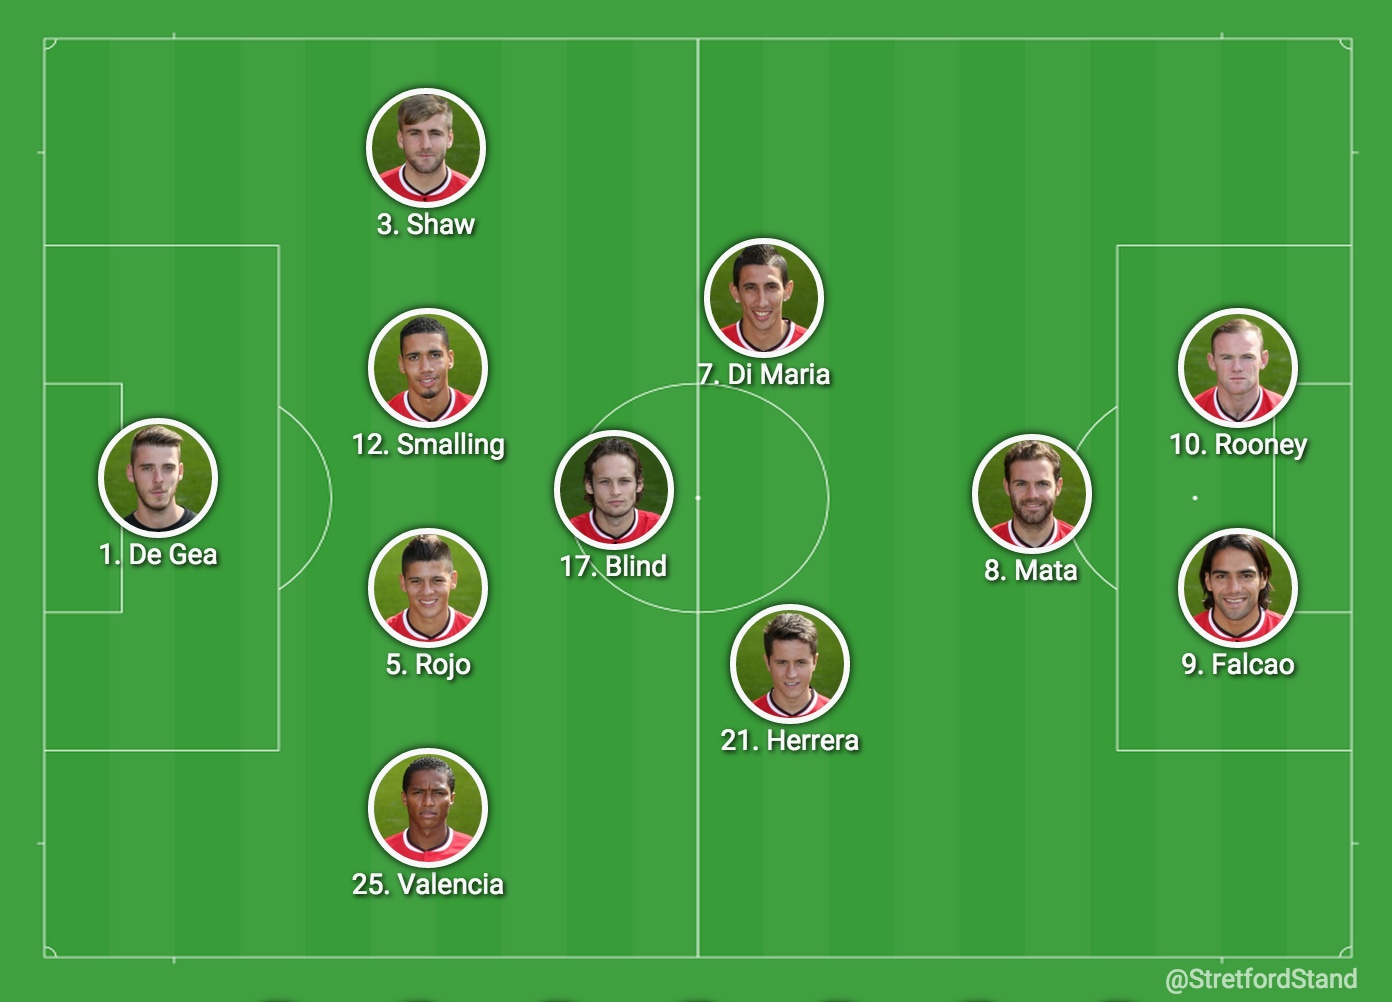 3. Shaw
7. Di Maria
12. Smalling
10. Rooney
1. De Gea
17. Blind
8. Mata
5. Rojo
9. Falcao
21. Herrera
25. Valencia
@StretfordStand